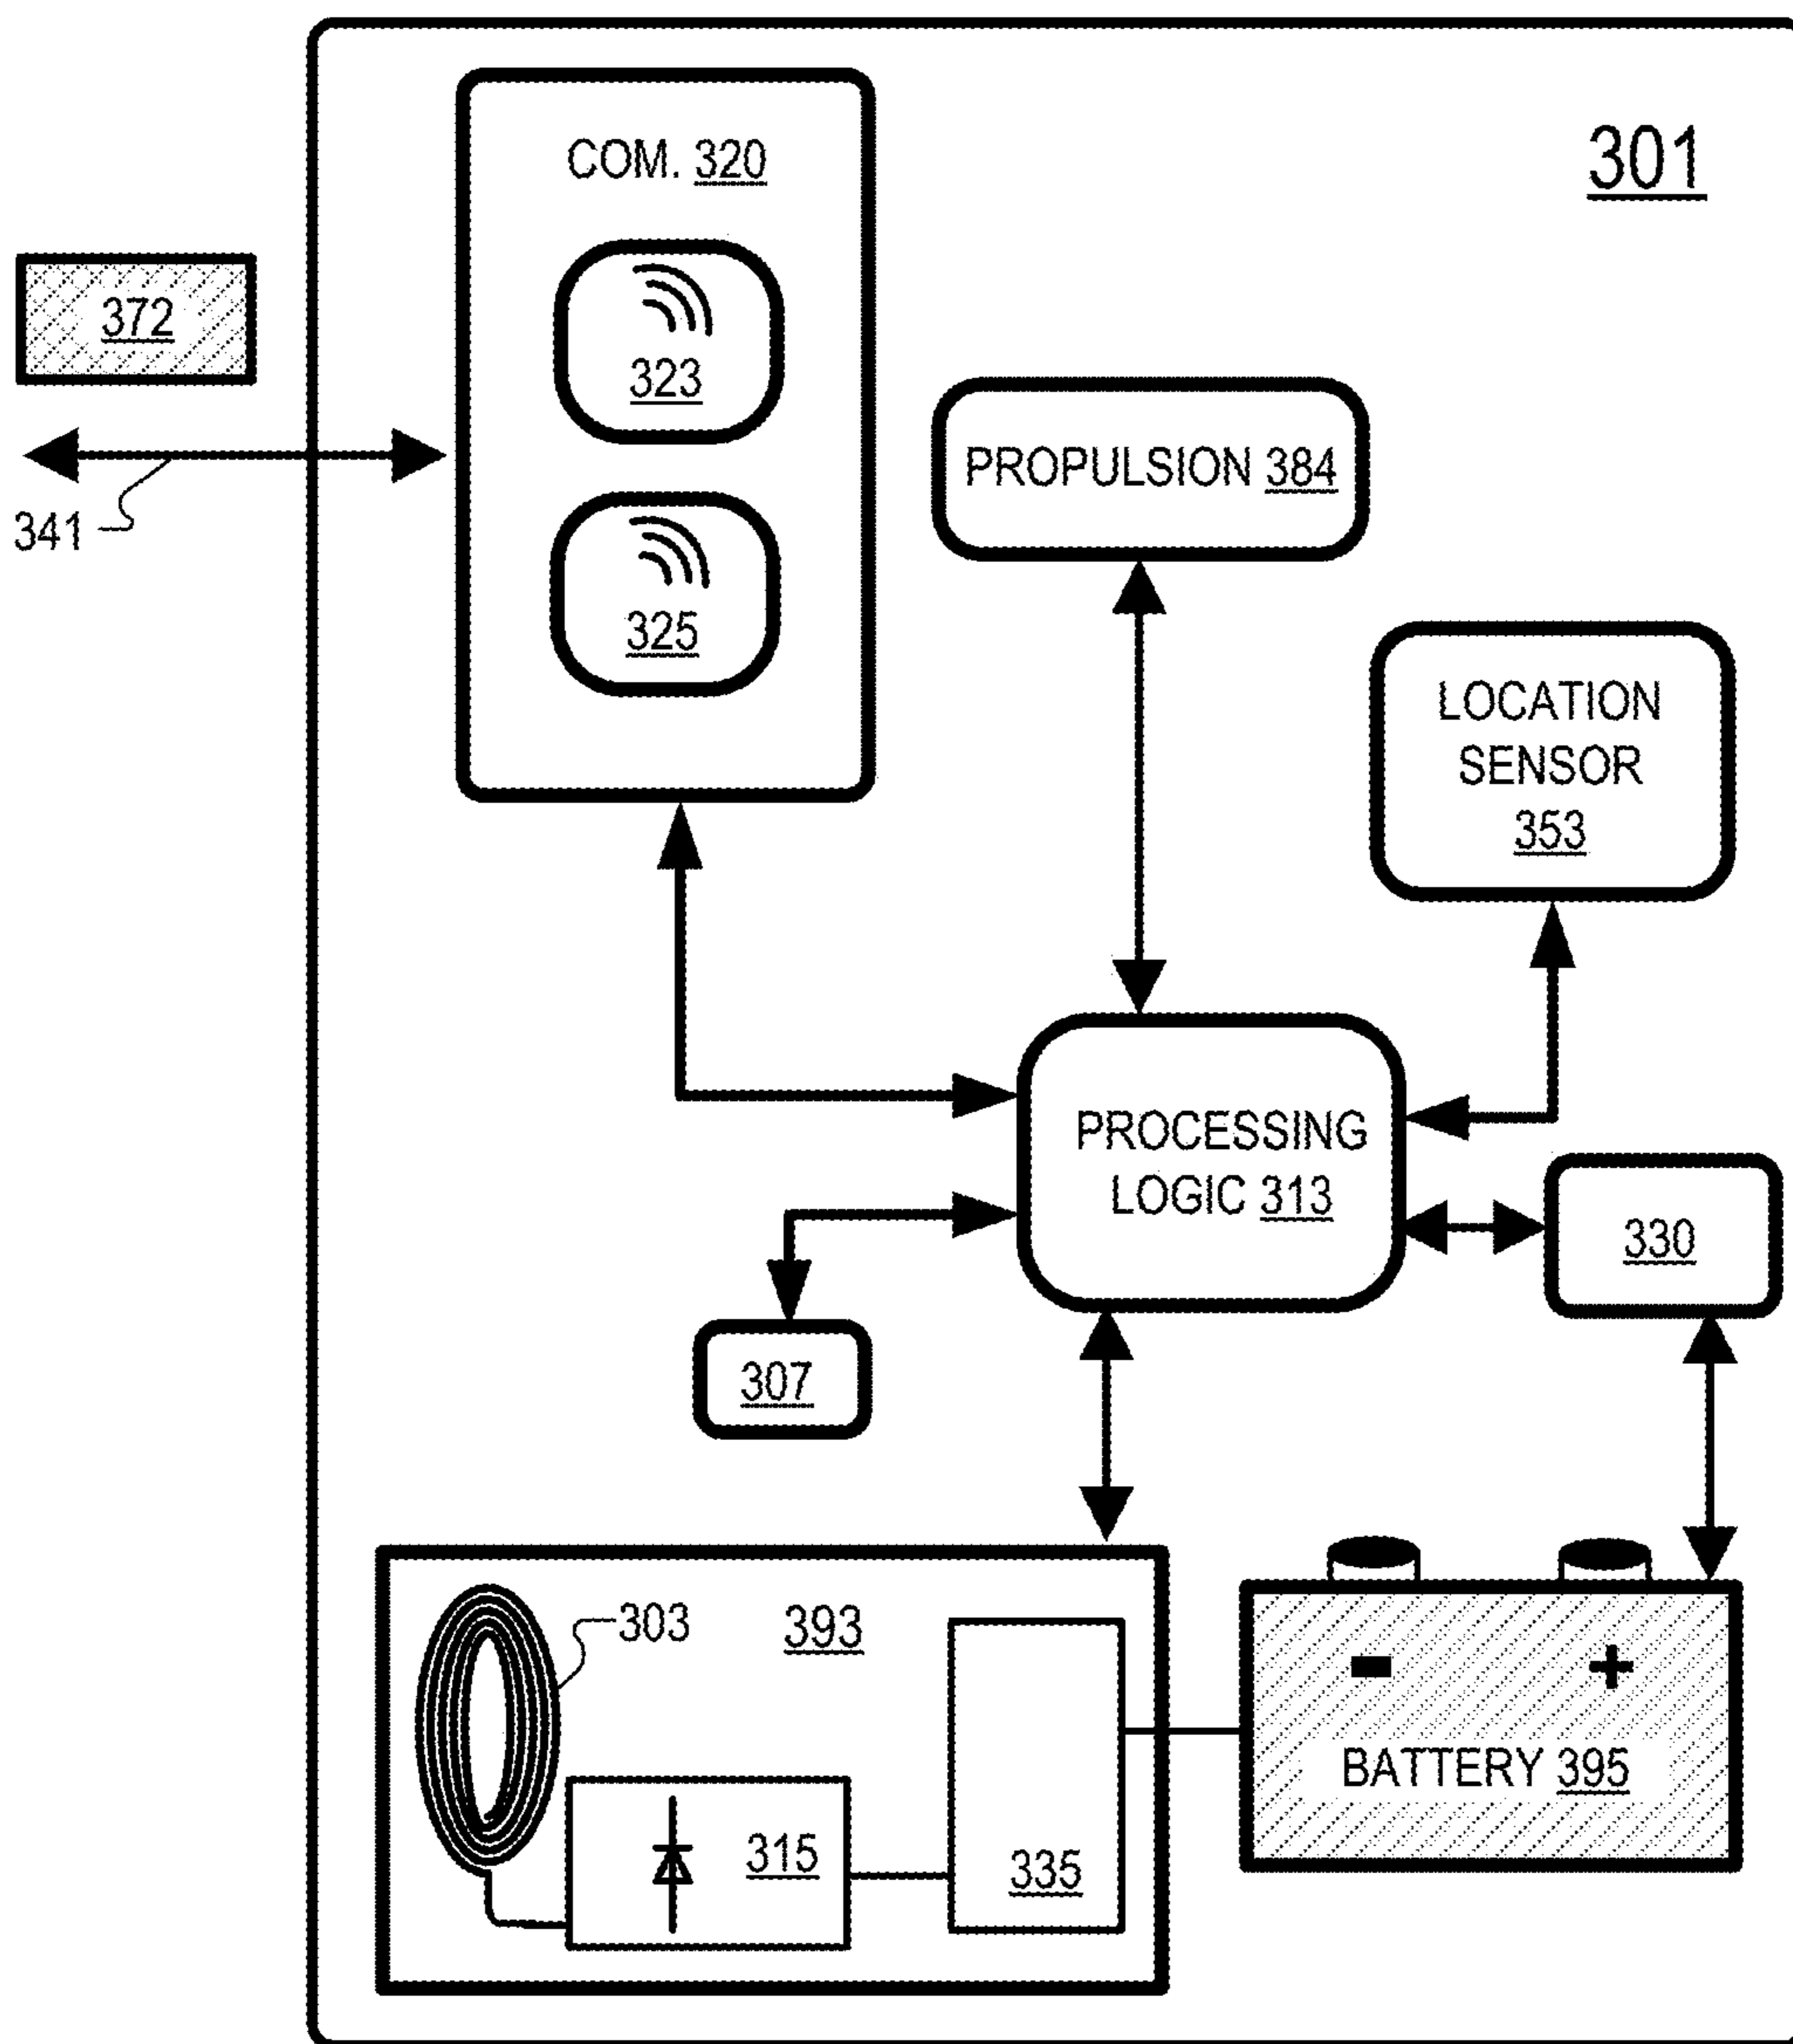 301
COM. 320
372
323
341
PROPULSION 384
325
LOCATION
SENSOR
353
PROCESSING
LOGIC 313
330
307
303
393
- +
BATTERY 395
315
335